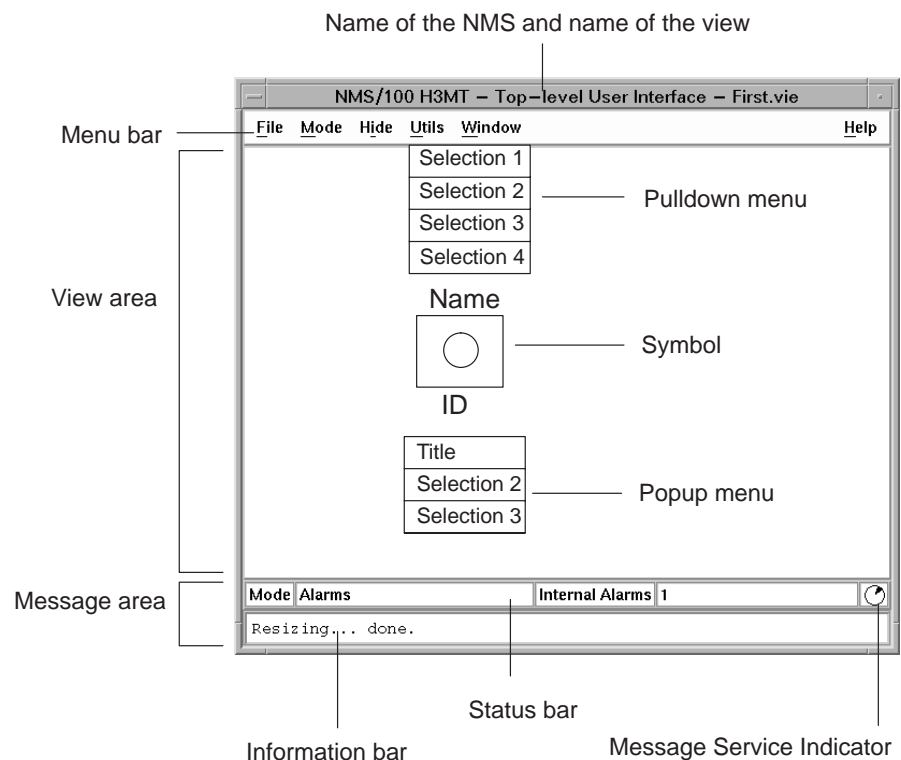 Name of the NMS and name of the view
NMS/100 H3MT – Top–level User Interface – First.vie
Menu bar
File Mode Hide Utils Window Help
Selection 1
Selection 2
Pulldown menu
Selection 3
Selection 4
View area
Name
Symbol
ID
Title
Selection 2
Popup menu
Selection 3
Message area
Mode Alarms Internal Alarms 1
Resizing... done.
Status bar
Information bar
Message Service Indicator